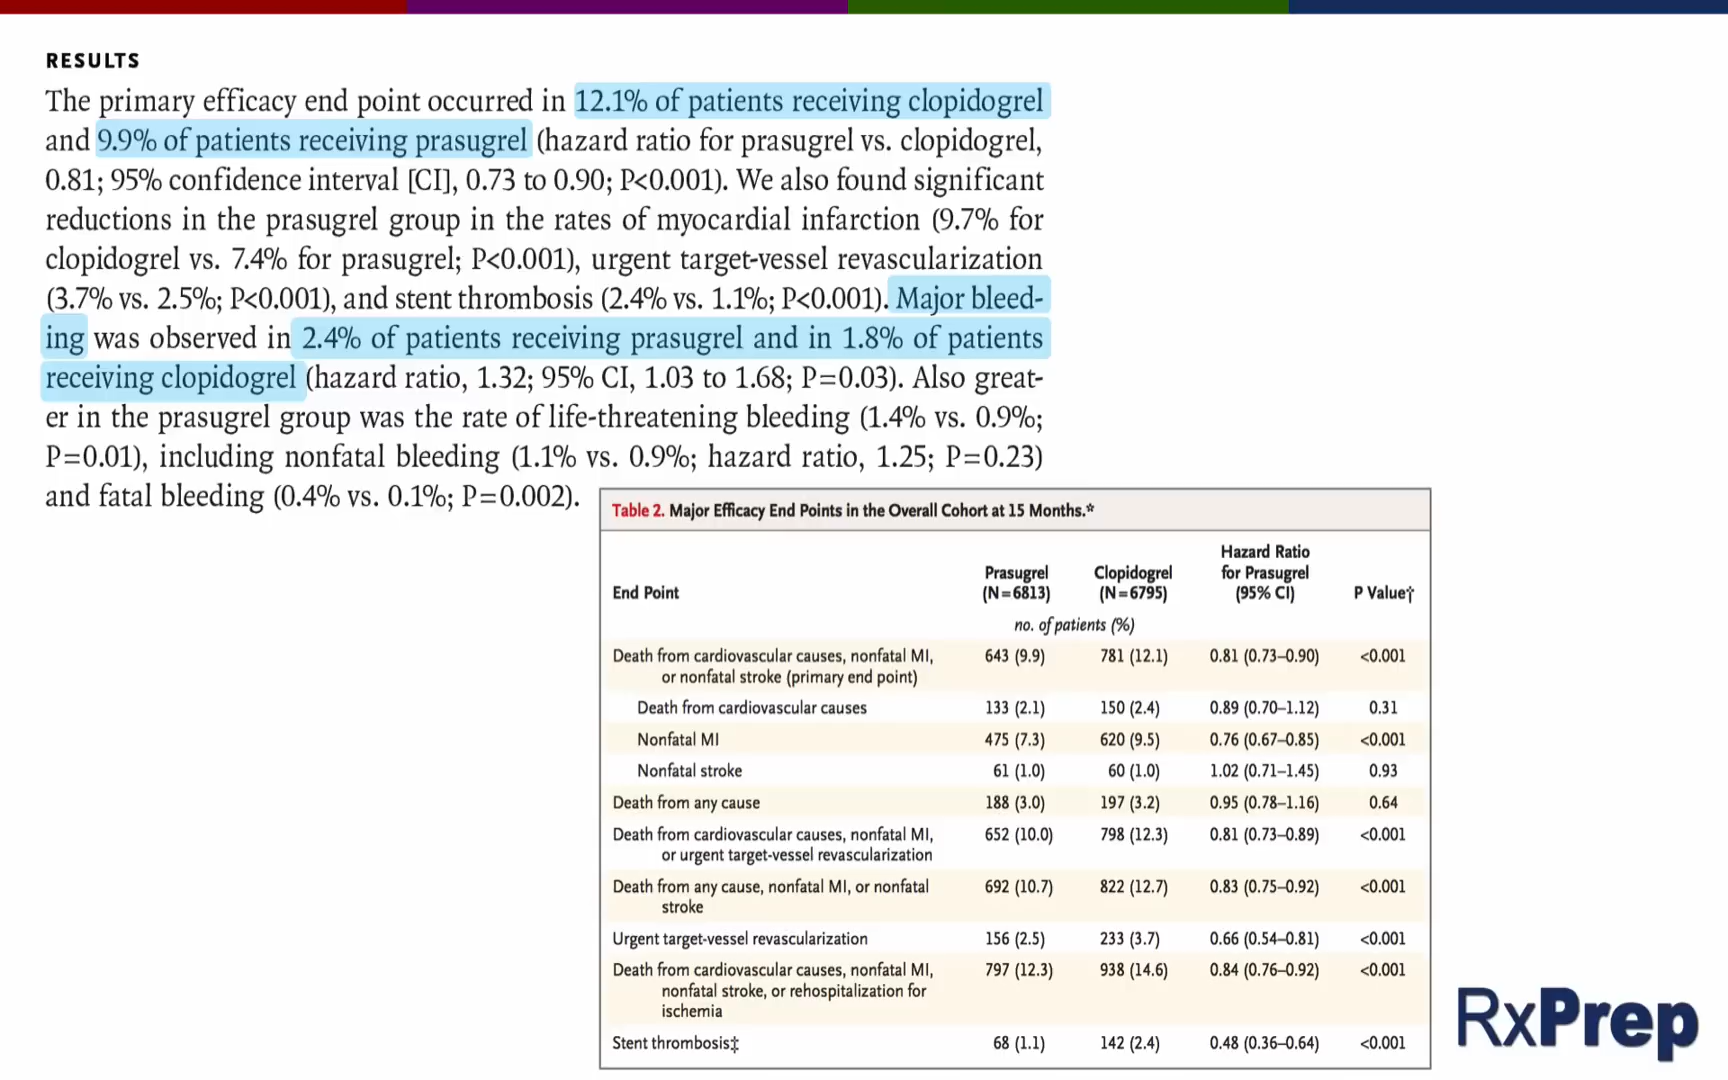 RESULTS
The primary efficacy end point occurred in 12.1% of patients receiving clopidogrel
and 9.9% of patients receiving prasugrel (hazard ratio for prasugrel vs. clopidogrel,
0.81; 95% confidence interval [CI], 0.73 to 0.90; P<0.001). We also found significant
reductions in the prasugrel group in the rates of myocardial infarction (9.7% for
clopidogrel vs. 7.4% for prasugrel; P<0.001), urgent target-vessel revascularization
(3.7% vs. 2.5%; P<0.001), and stent thrombosis (2.4% vs. 1.1%; P<0.001). Major bleed-
ing was observed in 2.4% of patients receiving prasugrel and in 1.8% of patients
receiving clopidogrel (hazard ratio, 1.32; 95% CI, 1.03 to 1.68; P=0.03). Also great-
er in the prasugrel group was the rate of life-threatening bleeding (1.4% vs. 0.9%;
P=0.01), including nonfatal bleeding (1.1% vs. 0.9%; hazard ratio, 1.25; P=0.23)
and fatal bleeding (0.4% vs. 0.1%; P=0.002).
Table 2. Major Efficacy End Points in the Overall Cohort at 15 Months.*
End Point Prasugrel (N=6813) Clopidogrel (N=6795) Hazard Ratio for Prasugrel (95% CI) P Value†
no. of patients (%)
Death from cardiovascular causes, nonfatal MI, 643 (9.9) 781 (12.1) 0.81 (0.73–0.90) <0.001
or nonfatal stroke (primary end point)
Death from cardiovascular causes 133 (2.1) 150 (2.4) 0.89 (0.70–1.12) 0.31
Nonfatal MI 475 (7.3) 620 (9.5) 0.76 (0.67–0.85) <0.001
Nonfatal stroke 61 (1.0) 60 (1.0) 1.02 (0.71–1.45) 0.93
Death from any cause 188 (3.0) 197 (3.2) 0.95 (0.78–1.16) 0.64
Death from cardiovascular causes, nonfatal MI, 652 (10.0) 798 (12.3) 0.81 (0.73–0.89) <0.001
or urgent target-vessel revascularization
Death from any cause, nonfatal MI, or nonfatal 692 (10.7) 822 (12.7) 0.83 (0.75–0.92) <0.001
stroke
Urgent target-vessel revascularization 156 (2.5) 233 (3.7) 0.66 (0.54–0.81) <0.001
Death from cardiovascular causes, nonfatal MI, 797 (12.3) 938 (14.6) 0.84 (0.76–0.92) <0.001
nonfatal stroke, or rehospitalization for
ischemia
Stent thrombosis‡ 68 (1.1) 142 (2.4) 0.48 (0.36–0.64) <0.001
RxPrep